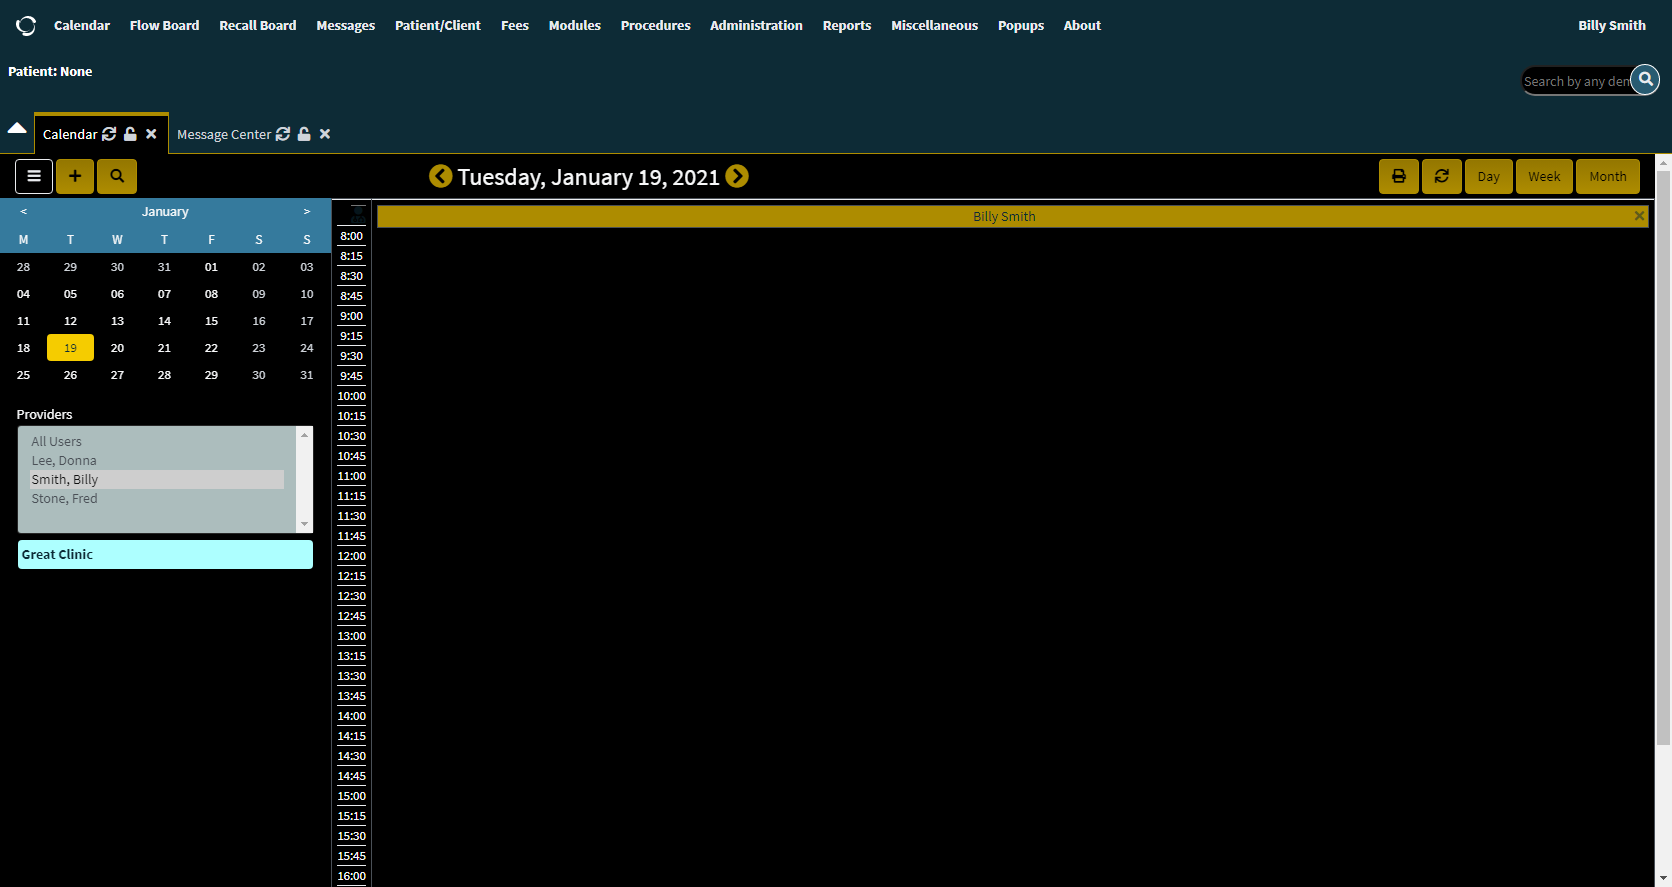 Calendar Flow Board Recall Board Messages Patient/Client Fees Modules Procedures Administration Reports Miscellaneous Popups About Billy Smith
Patient: None
Search by any den
Calendar Message Center
Tuesday, January 19, 2021 Day Week Month
< January >
M T W T F S S
28 29 30 31 01 02 03
04 05 06 07 08 09 10
11 12 13 14 15 16 17
18 19 20 21 22 23 24
25 26 27 28 29 30 31
Providers
All Users
Lee, Donna
Smith, Billy
Stone, Fred
Great Clinic
Billy Smith
8:00
8:15
8:30
8:45
9:00
9:15
9:30
9:45
10:00
10:15
10:30
10:45
11:00
11:15
11:30
11:45
12:00
12:15
12:30
12:45
13:00
13:15
13:30
13:45
14:00
14:15
14:30
14:45
15:00
15:15
15:30
15:45
16:00